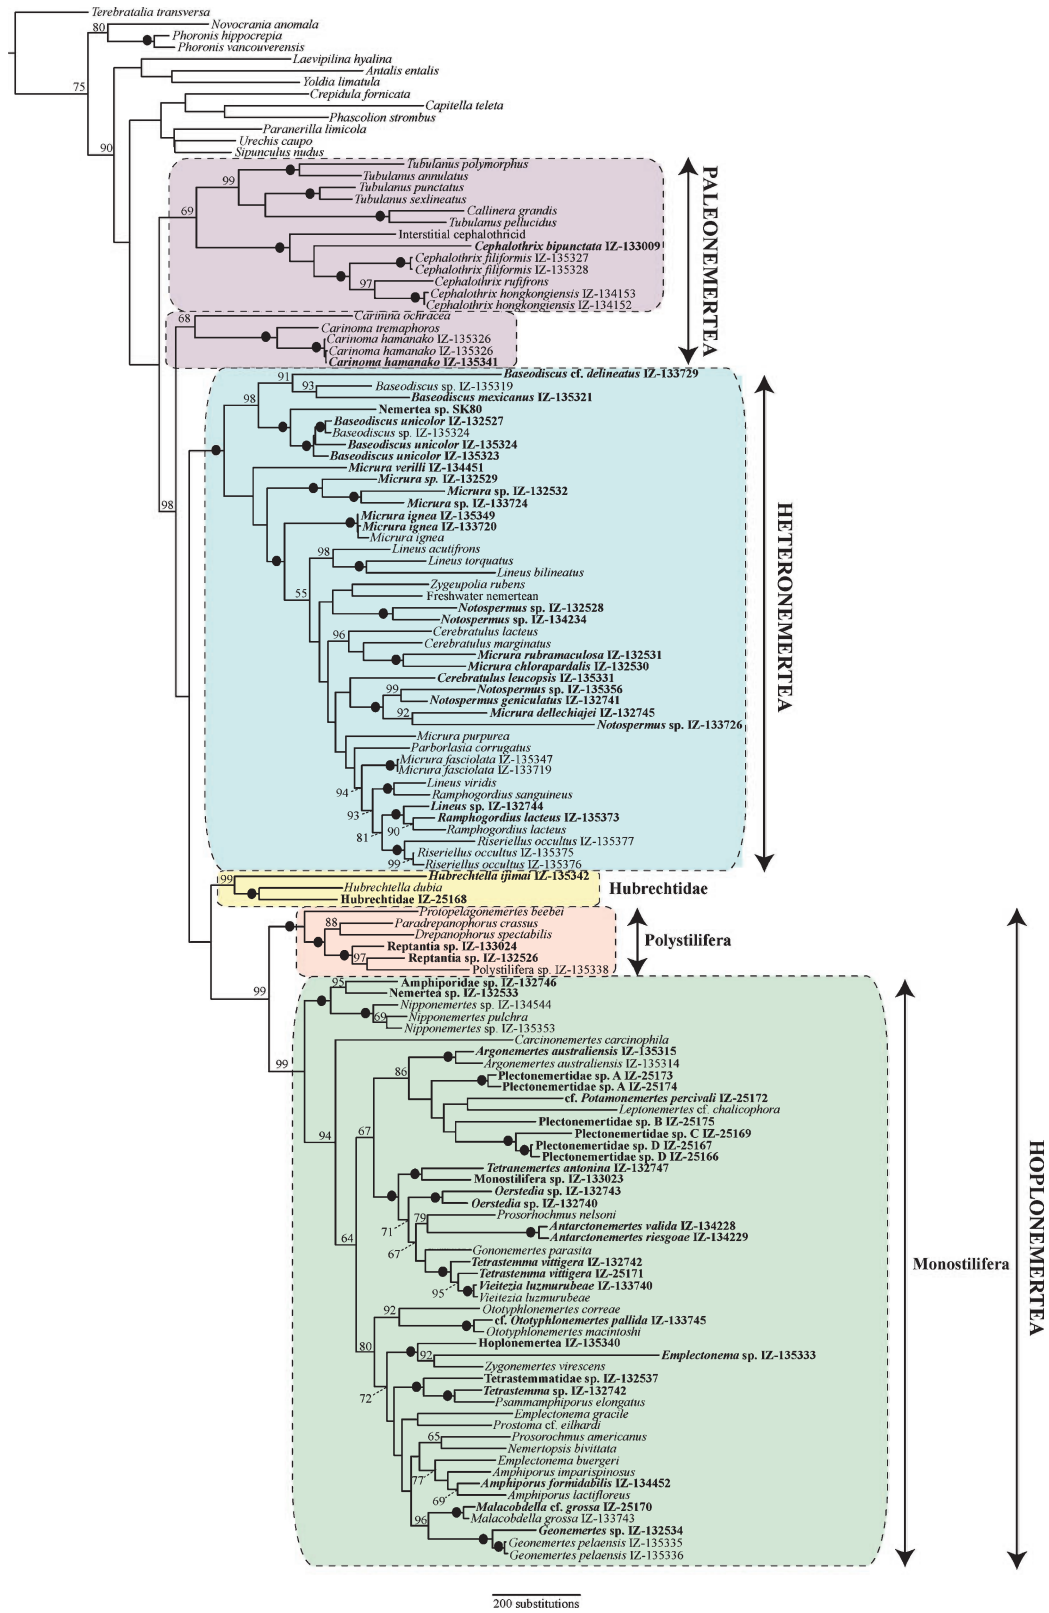 Terebratalia transversa
80
Novocrania anomala
Phoronis hippocrepia
Phoronis vancouverensis
Laevipilina hyalina
Antalis entalis
75
Yoldia limatula
Crepidula fornicata
Capitella teleta
Phascolion strombus
Paranerilla limicola
Urechis caupo
90
Sipunculus nudus
Tubulanus polymorphus
Tubulanus annulatus
99
Tubulanus punctatus
Tubulanus sexlineatus
69
Callinera grandis
Tubulanus pellucidus
Interstitial cephalothricid
Cephalothrix bipunctata IZ-133009
Cephalothrix filiformis IZ-135327
Cephalothrix filiformis IZ-135328
97
Cephalothrix rufifrons
Cephalothrix hongkongiensis IZ-134153
Cephalothrix hongkongiensis IZ-134152
PALEONEMERTEA
68
Carinina ochracea
Carinoma tremaphoros
Carinoma hamanako IZ-135326
Carinoma hamanako IZ-135326
Carinoma hamanako IZ-135341
91
Baseodiscus cf. delineatus IZ-133729
93
Baseodiscus sp. IZ-135319
98
Baseodiscus mexicanus IZ-135321
Nemertea sp. SK80
Baseodiscus unicolor IZ-132527
Baseodiscus sp. IZ-135324
Baseodiscus unicolor IZ-135324
Baseodiscus unicolor IZ-135323
Micrura verilli IZ-134451
Micrura sp. IZ-132529
Micrura sp. IZ-132532
98
Micrura sp. IZ-133724
Micrura ignea IZ-135349
Micrura ignea IZ-133720
Micrura ignea
98
Lineus acutifrons
Lineus torquatus
Lineus bilineatus
Zygeupolia rubens
55
Freshwater nemertean
Notospermus sp. IZ-132528
Notospermus sp. IZ-134234
96
Cerebratulus lacteus
Cerebratulus marginatus
Micrura rubramaculosa IZ-132531
Micrura chlorapardalis IZ-132530
Cerebratulus leucopsis IZ-135331
99
Notospermus sp. IZ-135356
Notospermus geniculatus IZ-132741
92
Micrura dellechiajei IZ-132745
Notospermus sp. IZ-133726
Micrura purpurea
Parborlasia corrugatus
Micrura fasciolata IZ-135347
Micrura fasciolata IZ-133719
94
Lineus viridis
Ramphogordius sanguineus
93
Lineus sp. IZ-132744
Ramphogordius lacteus IZ-135373
81
90
Ramphogordius lacteus
Riseriellus occultus IZ-135377
Riseriellus occultus IZ-135375
99
Riseriellus occultus IZ-135376
HETERONEMERTEA
99
Hubrechtella ijimai IZ-135342
Hubrechtella dubia
Hubrechtidae IZ-25168
Hubrechtidae
Protopelagonemertes beebei
88
Paradrepanophorus crassus
Drepanophorus spectabilis
Reptantia sp. IZ-133024
97
Reptantia sp. IZ-132526
Polystilifera sp. IZ-135338
Polystilifera
99
95
Amphiporidae sp. IZ-132746
Nemertea sp. IZ-132533
Nipponemertes sp. IZ-134544
69
Nipponemertes pulchra
Nipponemertes sp. IZ-135353
Carcinonemertes carcinophila
99
Argonemertes australiensis IZ-135315
Argonemertes australiensis IZ-135314
86
Plectonemertidae sp. A IZ-25173
Plectonemertidae sp. A IZ-25174
cf. Potamonemertes percivali IZ-25172
Leptonemertes cf. chalicophora
Plectonemertidae sp. B IZ-25175
94
67
Plectonemertidae sp. C IZ-25169
Plectonemertidae sp. D IZ-25167
Plectonemertidae sp. D IZ-25166
Tetranemertes antonina IZ-132747
Monostilifera sp. IZ-133023
Oerstedia sp. IZ-132743
Oerstedia sp. IZ-132740
79
Prosorhochmus nelsoni
71
Antarctonemertes valida IZ-134228
64
Antarctonemertes riesgoae IZ-134229
67
Gononemertes parasita
Tetrastemma vittigera IZ-132742
Tetrastemma vittigera IZ-25171
95
Vieitezia luzmurubeae IZ-133740
Vieitezia luzmurubeae
92
Ototyphlonemertes correae
cf. Ototyphlonemertes pallida IZ-133745
Ototyphlonemertes macintoshi
80
Hoplonemertea IZ-135340
92
Emplectonema sp. IZ-135333
Zygonemertes virescens
Tetrastemmatidae sp. IZ-132537
72
Tetrastemma sp. IZ-132742
Psammamphiporus elongatus
Emplectonema gracile
Prostoma cf. eilhardi
65
Prosorochmus americanus
Nemertopsis bivittata
Emplectonema buergeri
77
Amphiporus imparispinosus
Amphiporus formidabilis IZ-134452
69
Amphiporus lactifloreus
Malacobdella cf. grossa IZ-25170
96
Malacobdella grossa IZ-133743
Geonemertes sp. IZ-132534
Geonemertes pelaensis IZ-135335
Geonemertes pelaensis IZ-135336
Monostilifera
HOPLONEMERTEA
200 substitutions